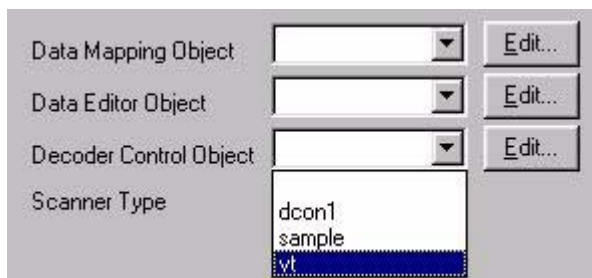 Data Mapping Object Edit...
Data Editor Object Edit...
Decoder Control Object Edit...
Scanner Type
dcon1
sample
vt